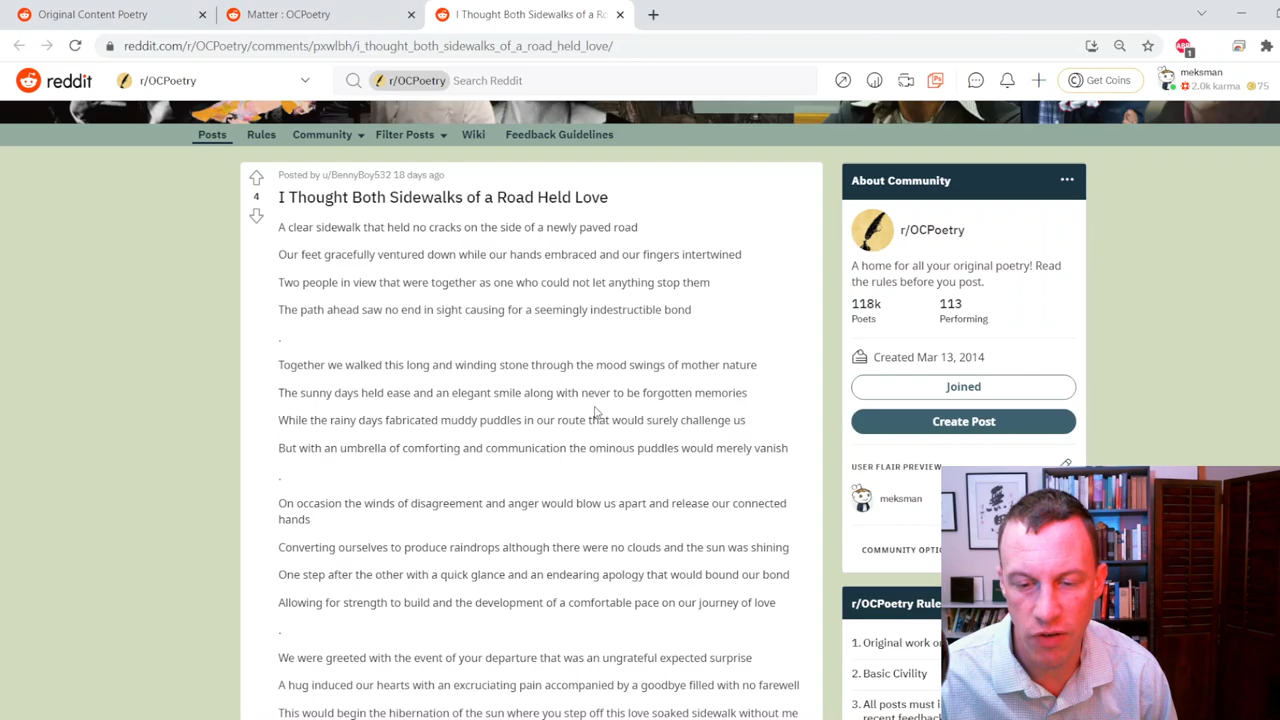 Original Content Poetry
Matter : OCPoetry
I Thought Both Sidewalks of a Ro
reddit.com/r/OCPoetry/comments/pxwlbh/i_thought_both_sidewalks_of_a_road_held_love/
ABP
1
reddit
r/OCPoetry
r/OCPoetry
Search Reddit
Get Coins
meksman
2.0k karma
75
Posts
Rules
Community
Filter Posts
Wiki
Feedback Guidelines
Posted by u/BennyBoy532 18 days ago
4
I Thought Both Sidewalks of a Road Held Love
A clear sidewalk that held no cracks on the side of a newly paved road
Our feet gracefully ventured down while our hands embraced and our fingers intertwined
Two people in view that were together as one who could not let anything stop them
The path ahead saw no end in sight causing for a seemingly indestructible bond
.
Together we walked this long and winding stone through the mood swings of mother nature
The sunny days held ease and an elegant smile along with never to be forgotten memories
While the rainy days fabricated muddy puddles in our route that would surely challenge us
But with an umbrella of comforting and communication the ominous puddles would merely vanish
.
On occasion the winds of disagreement and anger would blow us apart and release our connected
hands
Converting ourselves to produce raindrops although there were no clouds and the sun was shining
One step after the other with a quick glance and an endearing apology that would bound our bond
Allowing for strength to build and the development of a comfortable pace on our journey of love
.
We were greeted with the event of your departure that was an ungrateful expected surprise
A hug induced our hearts with an excruciating pain accompanied by a goodbye filled with no farewell
This would begin the hibernation of the sun where you step off this love soaked sidewalk without me
About Community
r/OCPoetry
A home for all your original poetry! Read
the rules before you post.
118k
113
Poets
Performing
Created Mar 13, 2014
Joined
Create Post
USER FLAIR PREVIEW
meksman
COMMUNITY OPTIO
r/OCPoetry Rule
1. Original work o
2. Basic Civility
3. All posts must i
recent feedbac